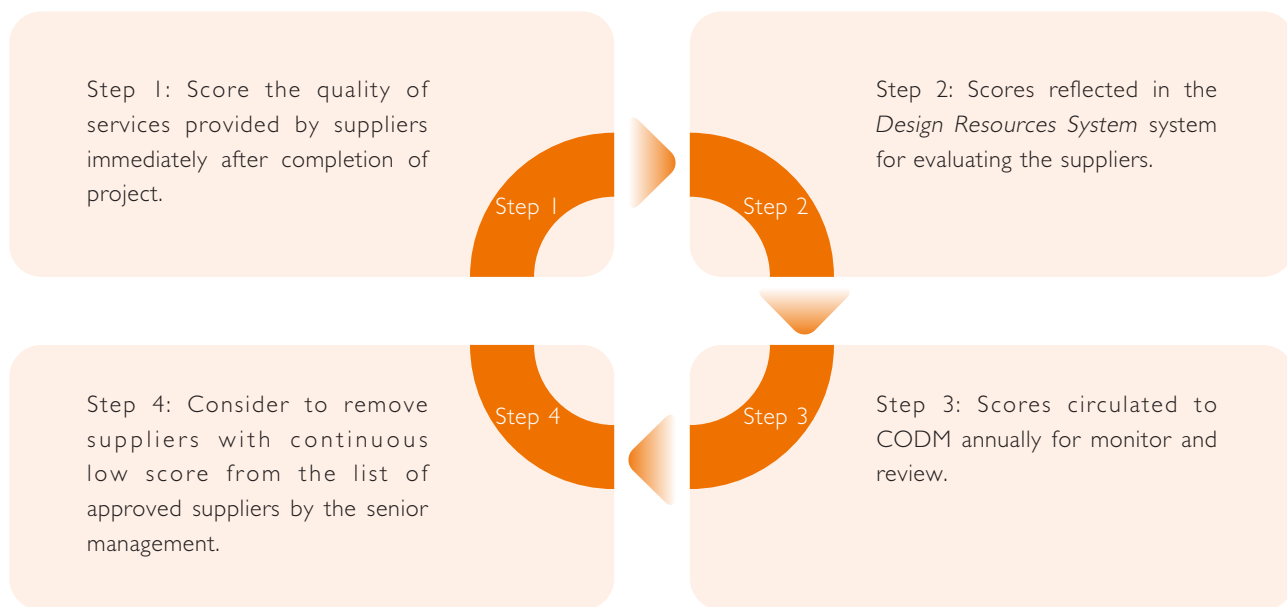 Step 1: Score the quality of
services provided by suppliers
immediately after completion of
project.
Step 1
Step 2: Scores reflected in the
Design Resources System system
for evaluating the suppliers.
Step 2
Step 4: Consider to remove
suppliers with continuous
low score from the list of
approved suppliers by the senior
management.
Step 4
Step 3: Scores circulated to
CODM annually for monitor and
review.
Step 3